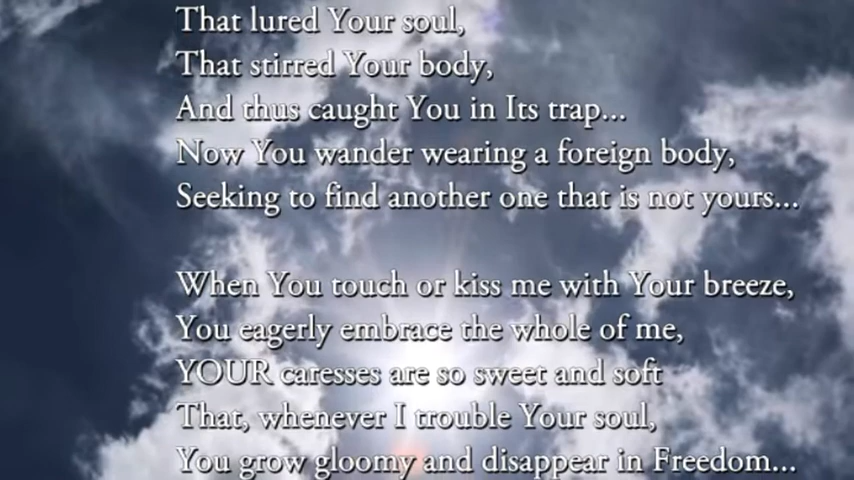 That lured Your soul,
That stirred Your body,
And thus caught You in Its trap...
Now You wander wearing a foreign body,
Seeking to find another one that is not yours...
When You touch or kiss me with Your breeze,
You eagerly embrace the whole of me,
YOUR caresses are so sweet and soft
That, whenever I trouble Your soul,
You grow gloomy and disappear in Freedom...